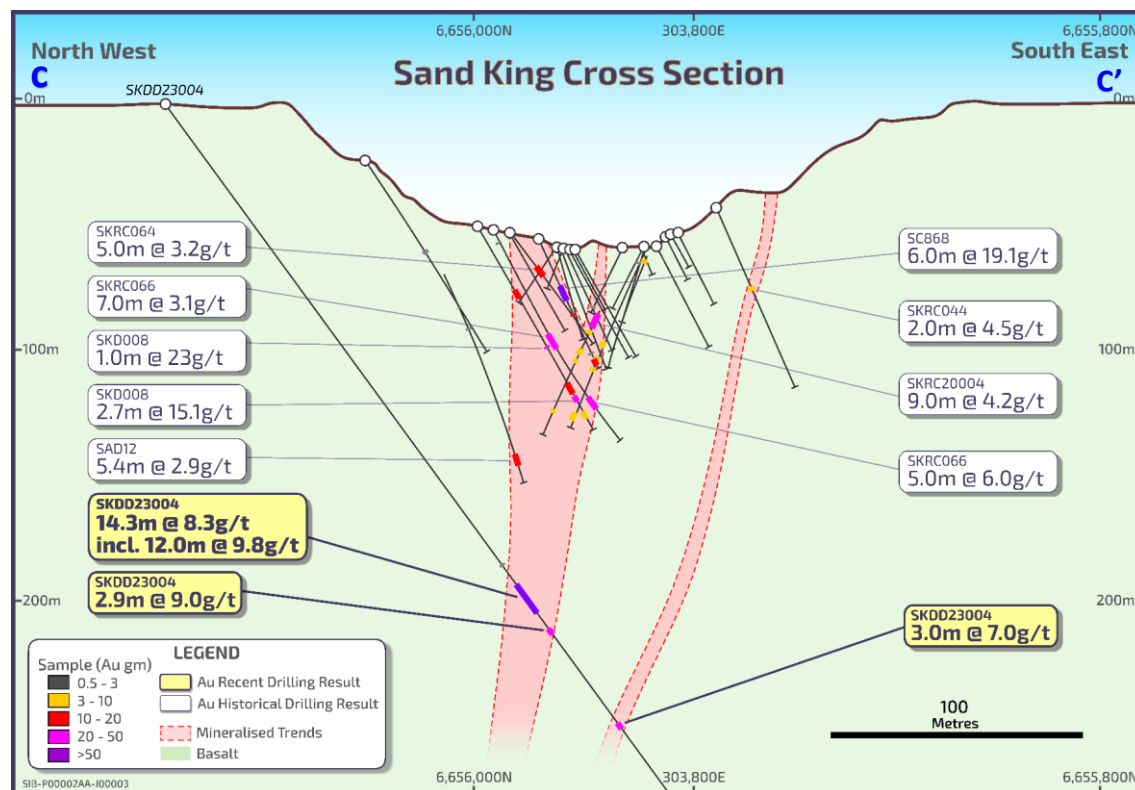 6,656,000N
303,800E
6,655,800N
North West
South East
C
Sand King Cross Section
C'
SKDD23004
0m
0m
SKRC064
5.0m @ 3.2g/t
SC868
6.0m @ 19.1g/t
SKRC066
7.0m @ 3.1g/t
SKRC044
2.0m @ 4.5g/t
100m
100m
SKD008
1.0m @ 23g/t
SKRC20004
9.0m @ 4.2g/t
SKD008
2.7m @ 15.1g/t
SAD12
5.4m @ 2.9g/t
SKRC066
5.0m @ 6.0g/t
SKDD23004
14.3m @ 8.3g/t
incl. 12.0m @ 9.8g/t
SKDD23004
2.9m @ 9.0g/t
200m
200m
SKDD23004
3.0m @ 7.0g/t
LEGEND
Sample (Au gm)
0.5 - 3
3 - 10
10 - 20
20 - 50
>50
Au Recent Drilling Result
Au Historical Drilling Result
Mineralised Trends
Basalt
100
Metres
SIB-P00002AA-J00003
6,656,000N
303,800E
6,655,800N